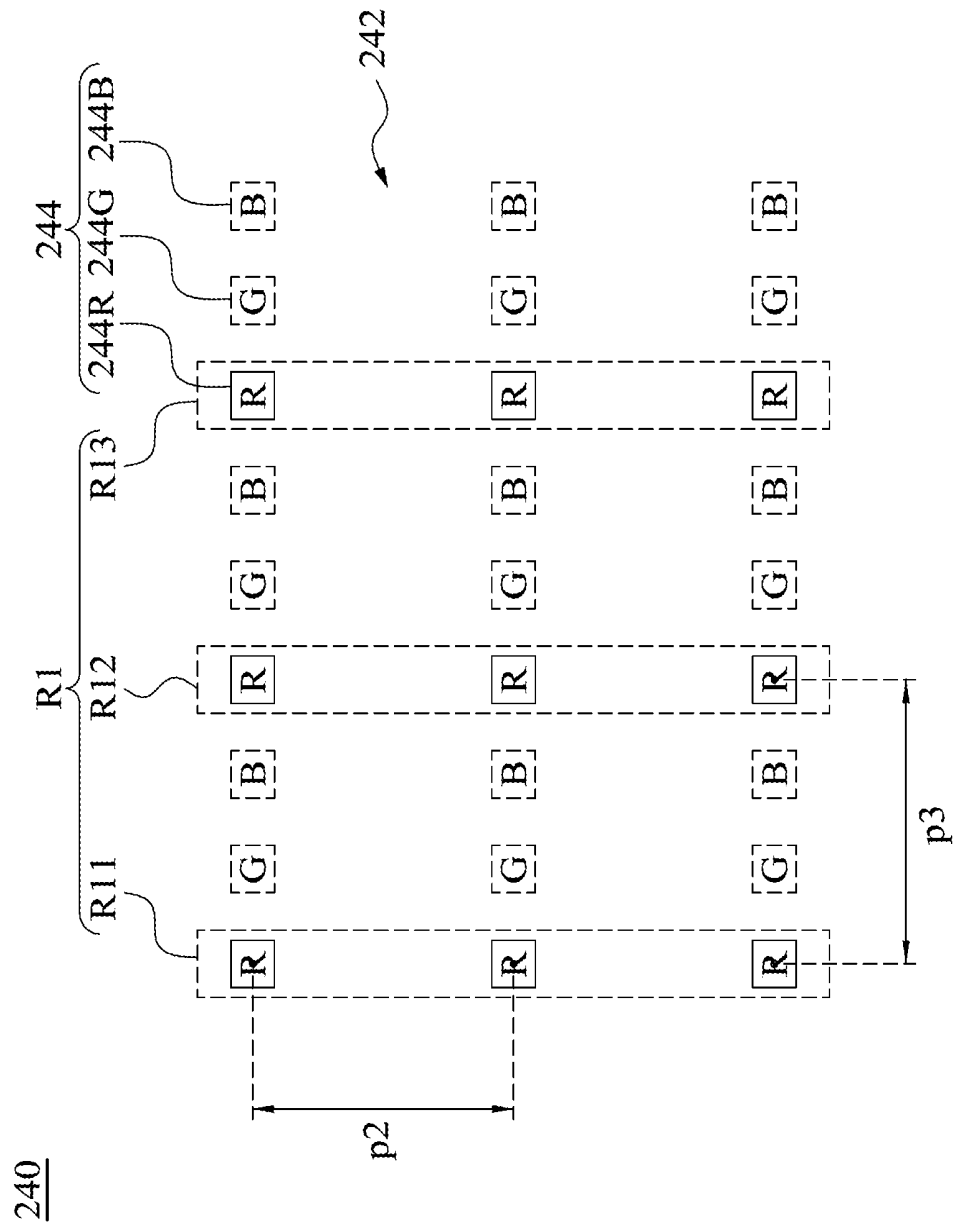 240
R1 244
R11 R12 R13 244R 244G 244B
R G B R G B R G B
p2
242
R G B R G B R G B
R G B R G B R G B
p3